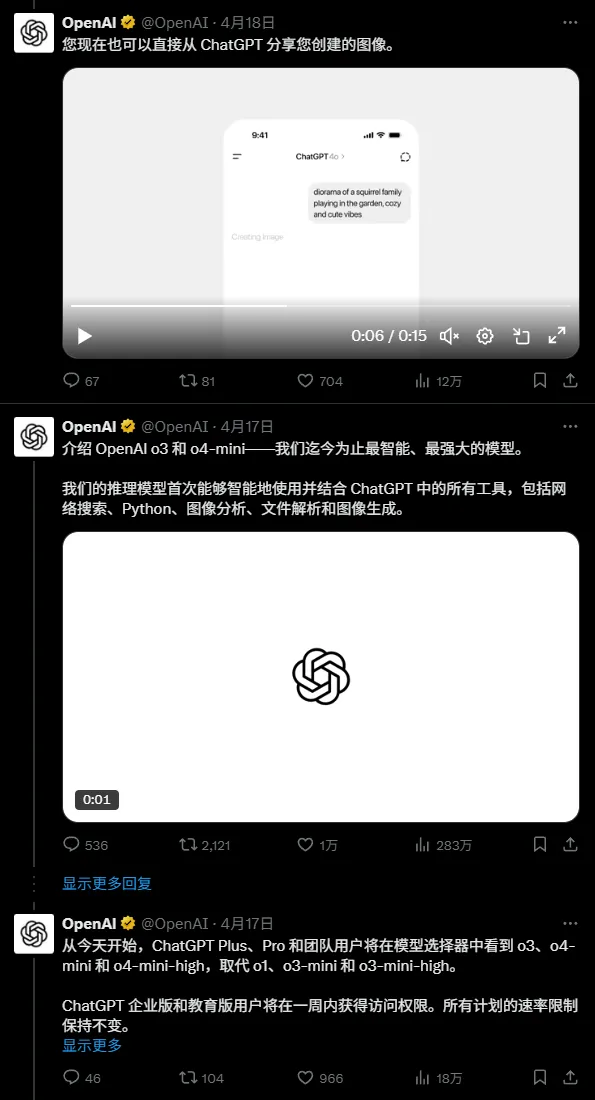 OpenAI @OpenAI · 4月18日
您现在也可以直接从 ChatGPT 分享您创建的图像。
9:41
ChatGPT 4o >
diorama of a squirrel family
playing in the garden, cozy
and cute vibes
Creating image
0:06 / 0:15
67 81 704 12万
OpenAI @OpenAI · 4月17日
介绍 OpenAI o3 和 o4-mini——我们迄今为止最智能、最强大的模型。
我们的推理模型首次能够智能地使用并结合 ChatGPT 中的所有工具，包括网
络搜索、Python、图像分析、文件解析和图像生成。
0:01
536 2,121 1万 283万
显示更多回复
OpenAI @OpenAI · 4月17日
从今天开始，ChatGPT Plus、Pro 和团队用户将在模型选择器中看到 o3、o4-
mini 和 o4-mini-high，取代 o1、o3-mini 和 o3-mini-high。
ChatGPT 企业版和教育版用户将在一周内获得访问权限。所有计划的速率限制
保持不变。
显示更多
46 104 966 18万